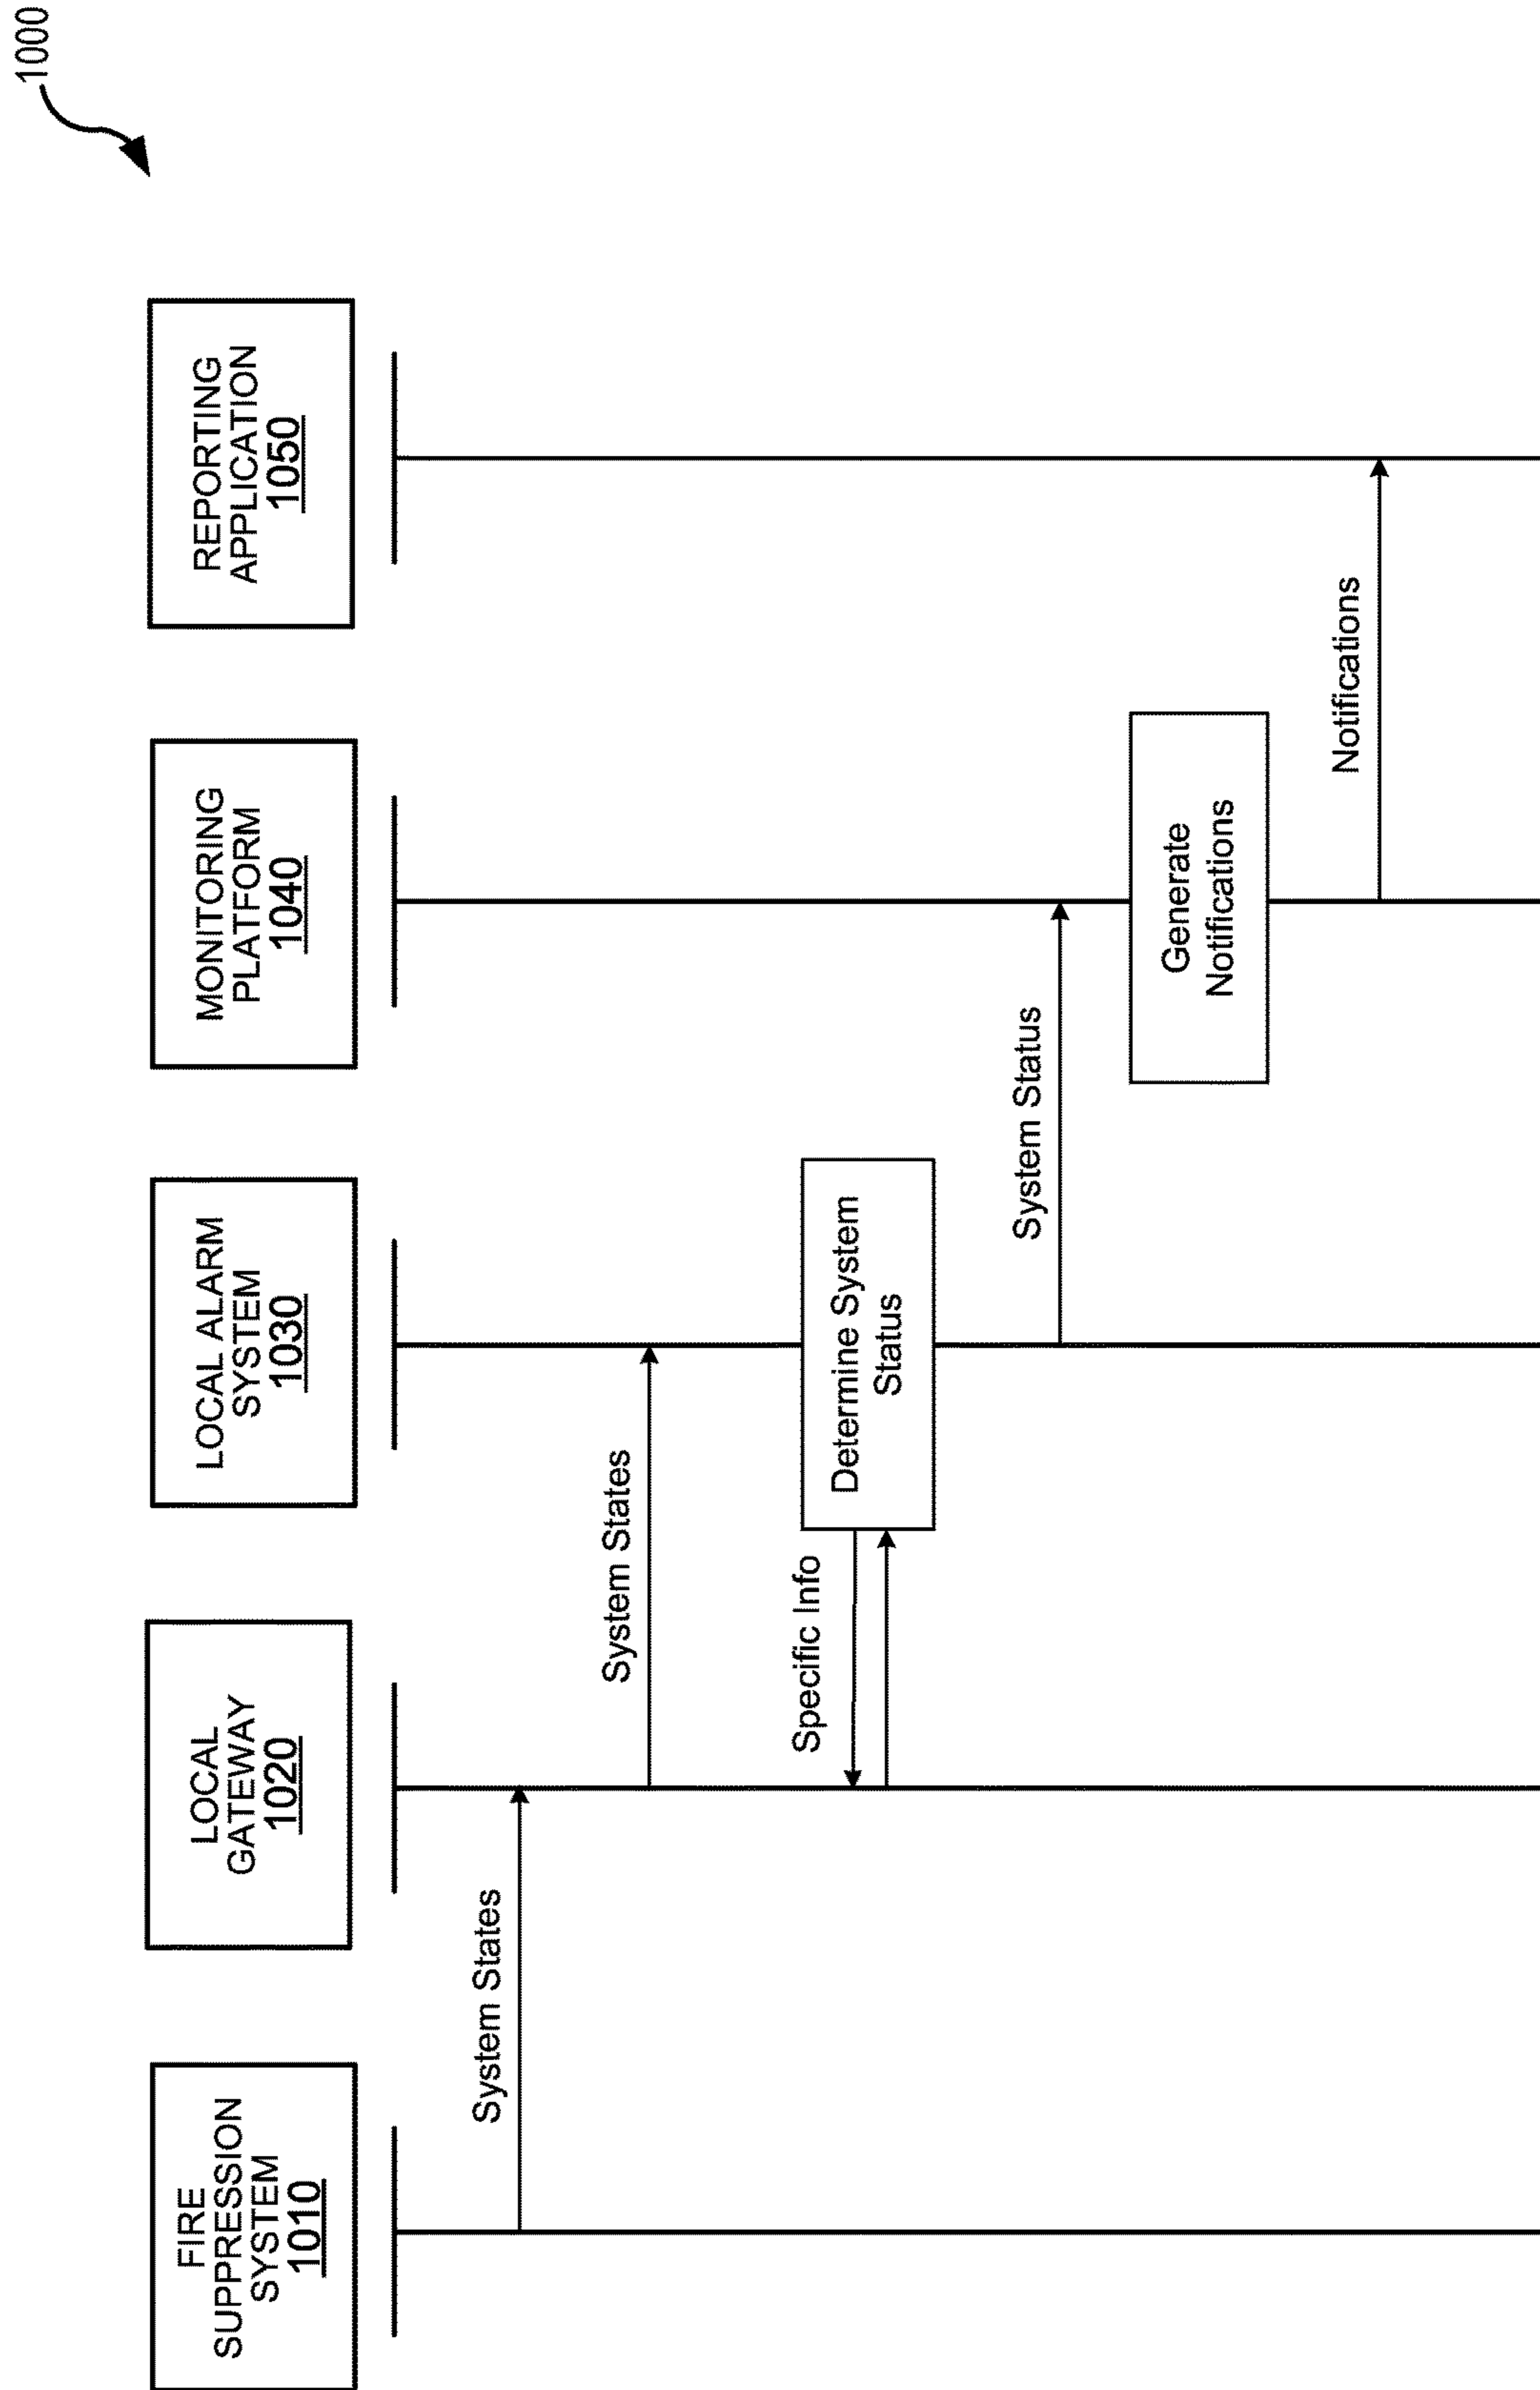 1000
FIRE
SUPPRESSION
SYSTEM
1010
LOCAL
GATEWAY
1020
LOCAL ALARM
SYSTEM
1030
MONITORING
PLATFORM
1040
REPORTING
APPLICATION
1050
System States
System States
Specific Info
Determine System
Status
System Status
Generate
Notifications
Notifications